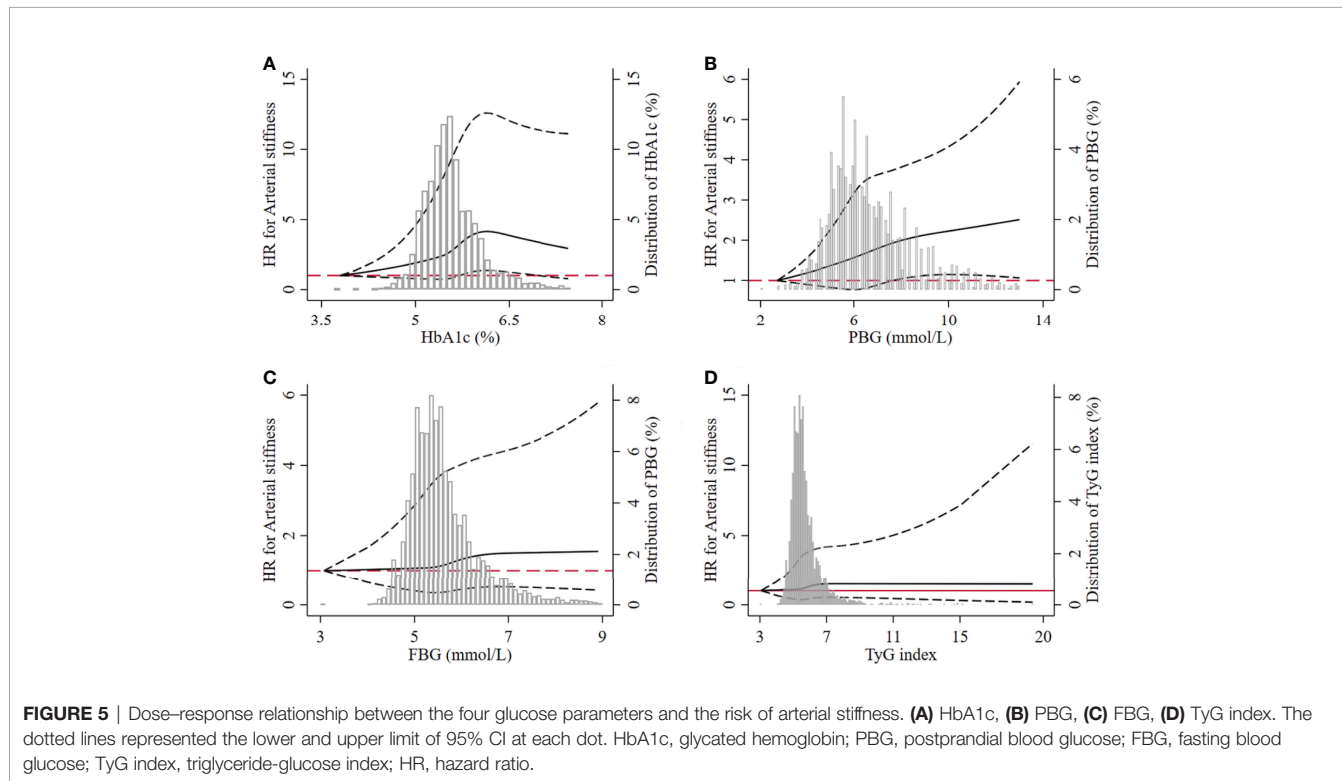 A
HR for Arterial stiffness
0 5 10 15
Distribution of HbA1c (%)
0 5 10 15
3.5 5 6.5 8
HbA1c (%)
B
HR for Arterial stiffness
1 2 3 4 5 6
Distribution of PBG (%)
0 2 4 6
2 6 10 14
PBG (mmol/L)
C
HR for Arterial stiffness
0 2 4 6
Distribution of PBG (%)
0 2 4 6 8
3 5 7 9
FBG (mmol/L)
D
HR for Arterial stiffness
0 5 10 15
Distribution of TyG index (%)
0 2 4 6 8
3 7 11 15 20
TyG index
FIGURE 5 | Dose–response relationship between the four glucose parameters and the risk of arterial stiffness. (A) HbA1c, (B) PBG, (C) FBG, (D) TyG index. The
dotted lines represented the lower and upper limit of 95% CI at each dot. HbA1c, glycated hemoglobin; PBG, postprandial blood glucose; FBG, fasting blood
glucose; TyG index, triglyceride-glucose index; HR, hazard ratio.